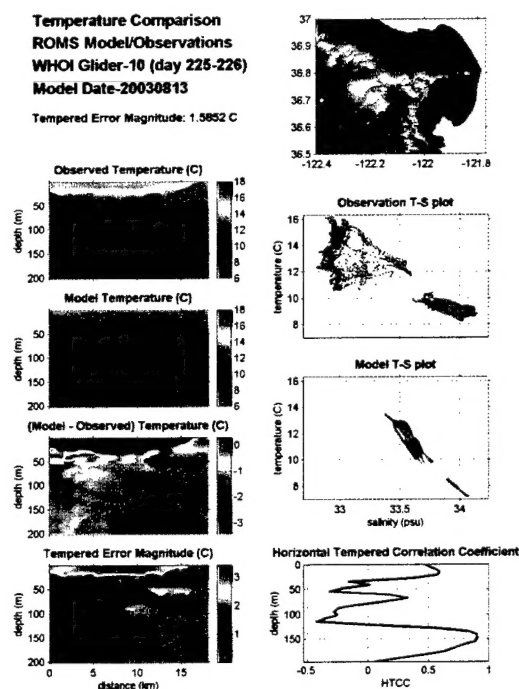 Temperature Comparison
ROMS Model/Observations
WHOI Glider-10 (day 225-226)
Model Date-20030813
Tempered Error Magnitude: 1.5852 C
37
36.9
36.8
36.7
36.6
36.5
-122.4 -122.2 -122 -121.8
Observed Temperature (C)
depth (m)
50
100
150
200
18
16
14
12
10
8
6
Observation T-S plot
temperature (C)
16
14
12
10
8
Model Temperature (C)
depth (m)
50
100
150
200
18
16
14
12
10
8
6
Model T-S plot
temperature (C)
16
14
12
10
8
33 33.5 34
salinity (psu)
(Model - Observed) Temperature (C)
depth (m)
50
100
150
200
0
-1
-2
-3
Tempered Error Magnitude (C)
depth (m)
50
100
150
200
0 5 10 15
distance (km)
3
2
1
Horizontal Tempered Correlation Coefficient
depth (m)
0
50
100
150
-0.5 0 0.5 1
HTCC